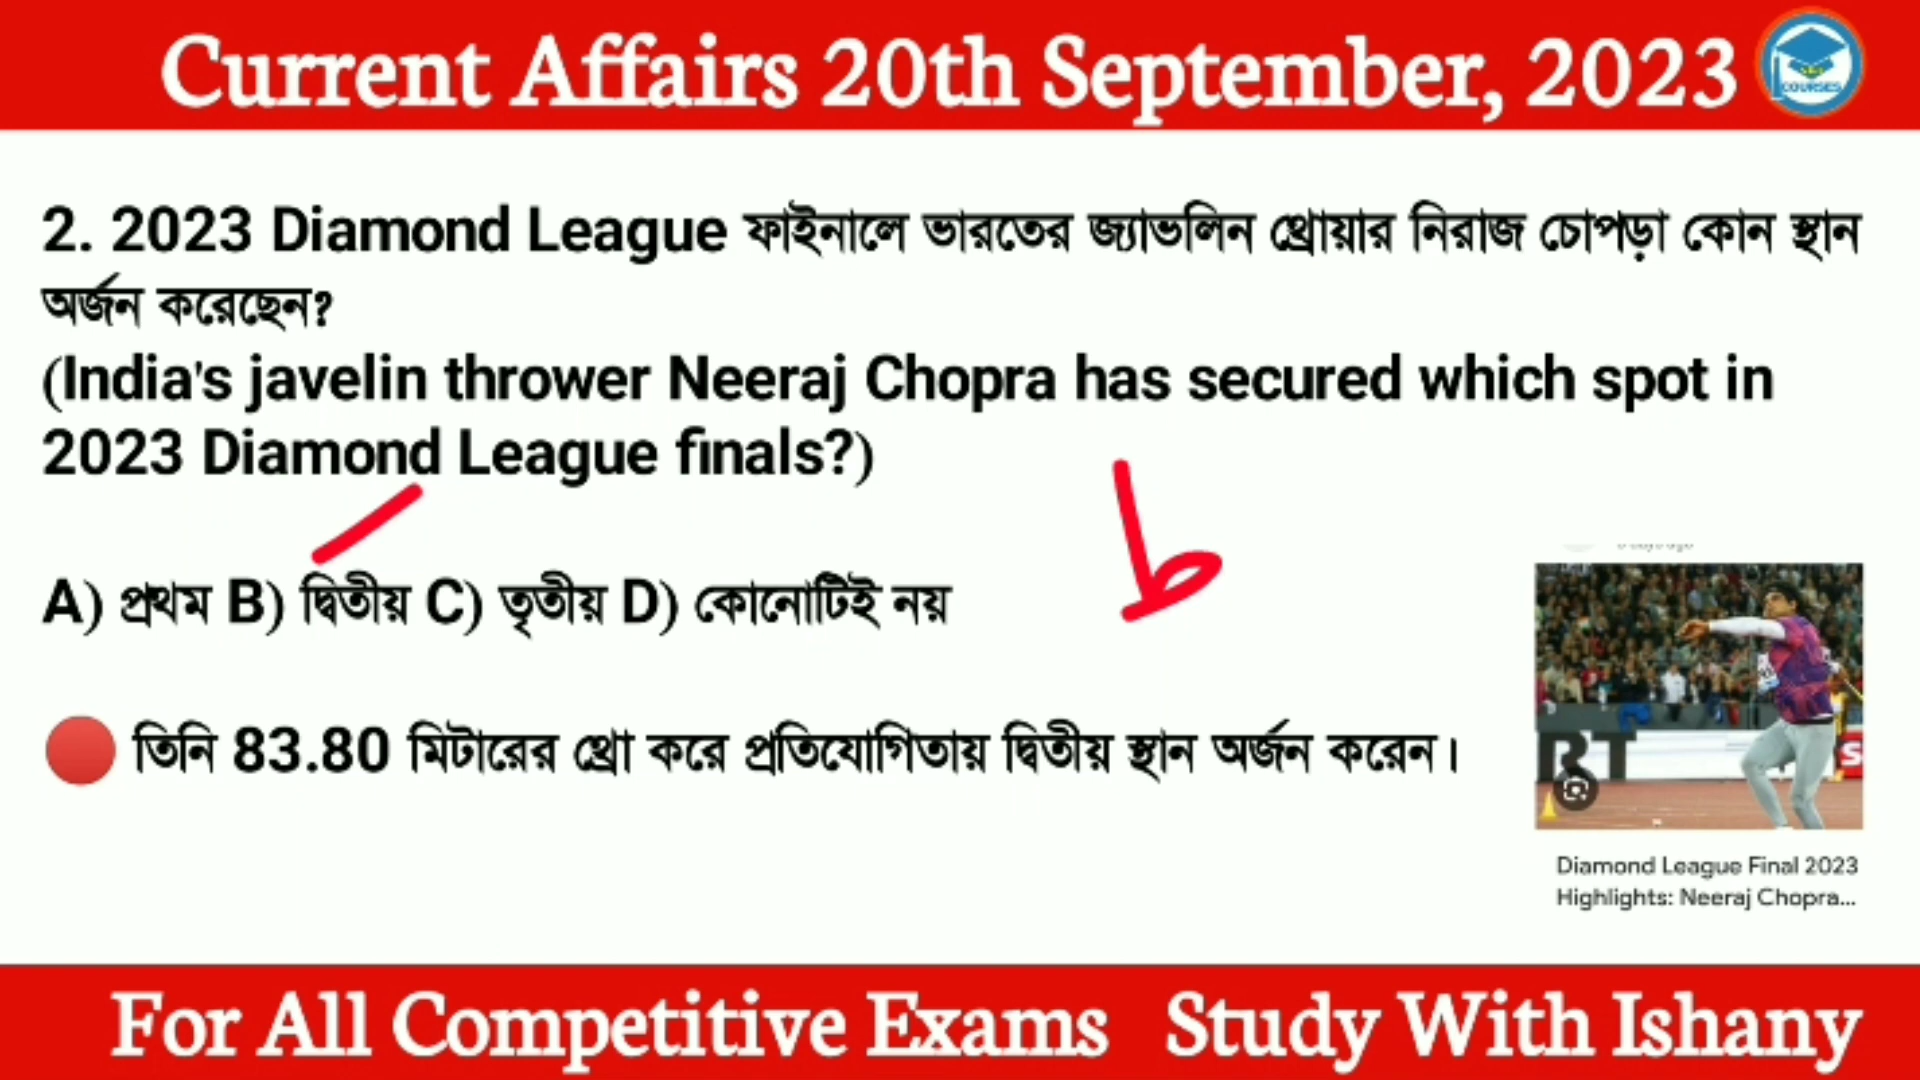 Current Affairs 20th September, 2023
COURSES
2. 2023 Diamond League ফাইনালে ভারতের জ্যাভলিন থ্রোয়ার নিরাজ চোপড়া কোন স্থান
অর্জন করেছেন?
(India's javelin thrower Neeraj Chopra has secured which spot in
2023 Diamond League finals?)
b
A) প্রথম B) দ্বিতীয় C) তৃতীয় D) কোনোটিই নয়
তিনি 83.80 মিটারের থ্রো করে প্রতিযোগিতায় দ্বিতীয় স্থান অর্জন করেন।
Diamond League Final 2023
Highlights: Neeraj Chopra...
For All Competitive Exams Study With Ishany